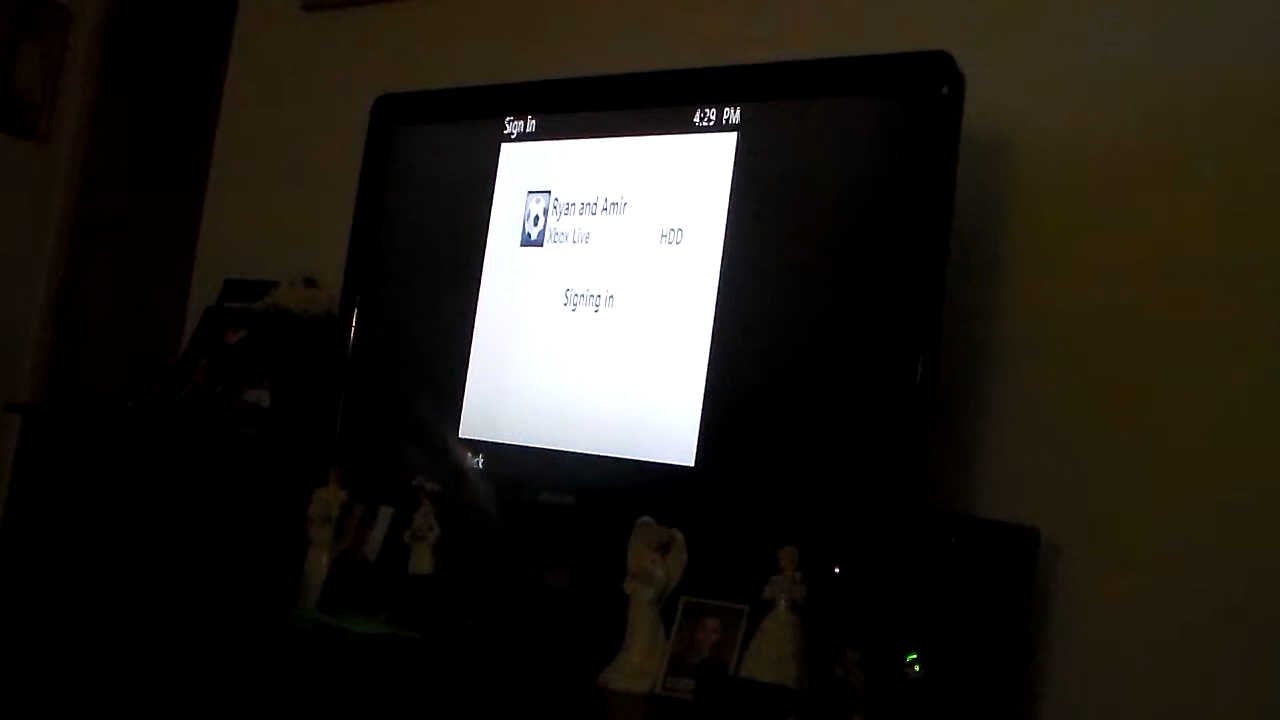 Sign In
4:29 PM
Ryan and Amir
Xbox Live
HDD
Signing in